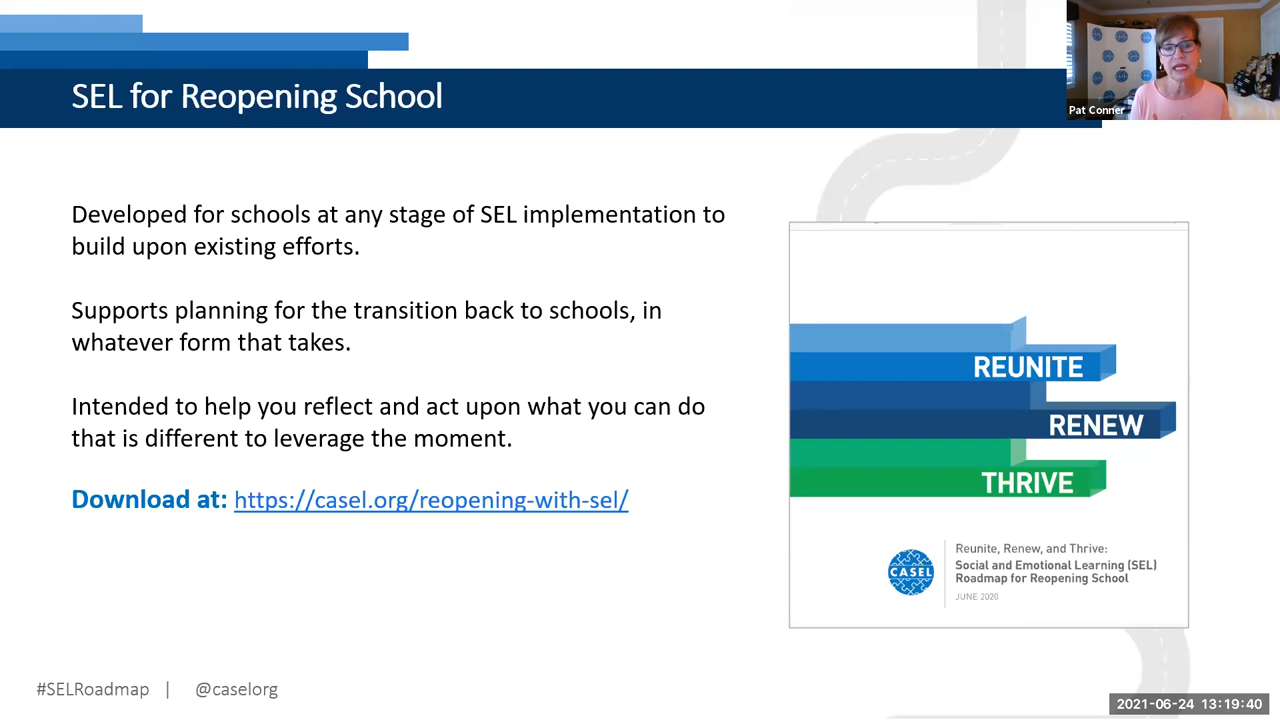 SEL for Reopening School
Pat Conner
Developed for schools at any stage of SEL implementation to
build upon existing efforts.
Supports planning for the transition back to schools, in
whatever form that takes.
Intended to help you reflect and act upon what you can do
that is different to leverage the moment.
Download at: https://casel.org/reopening-with-sel/
REUNITE
RENEW
THRIVE
CASEL
Reunite, Renew, and Thrive:
Social and Emotional Learning (SEL)
Roadmap for Reopening School
JUNE 2020
#SELRoadmap | @caselorg
2021-06-24 13:19:40